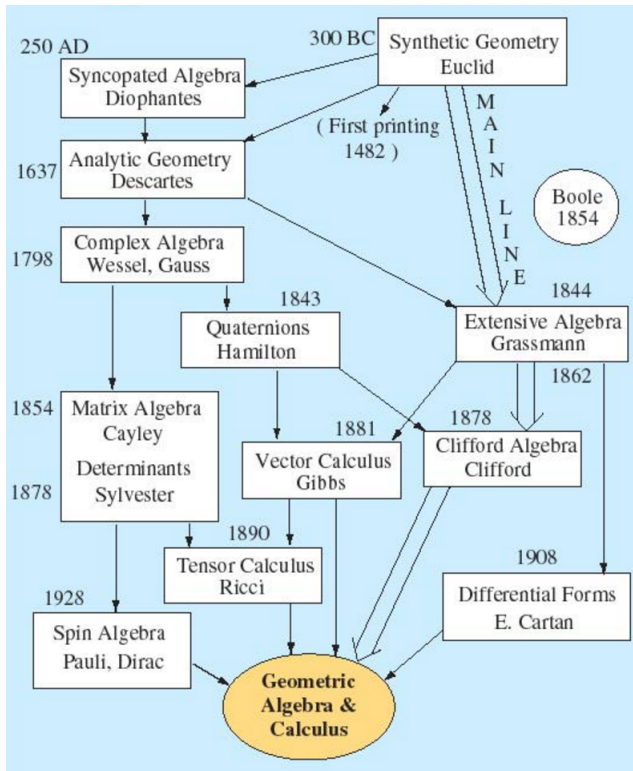 300 BC
Synthetic Geometry
Euclid
250 AD
Syncopated Algebra
Diophantes
( First printing
1482 )
MAIN LINE
1637
Analytic Geometry
Descartes
Boole
1854
1798
Complex Algebra
Wessel, Gauss
1843
Quaternions
Hamilton
1844
Extensive Algebra
Grassmann
1862
1854
Matrix Algebra
Cayley
Determinants
1878
Sylvester
1881
Vector Calculus
Gibbs
1878
Clifford Algebra
Clifford
1890
Tensor Calculus
Ricci
1908
Differential Forms
E. Cartan
1928
Spin Algebra
Pauli, Dirac
Geometric
Algebra &
Calculus